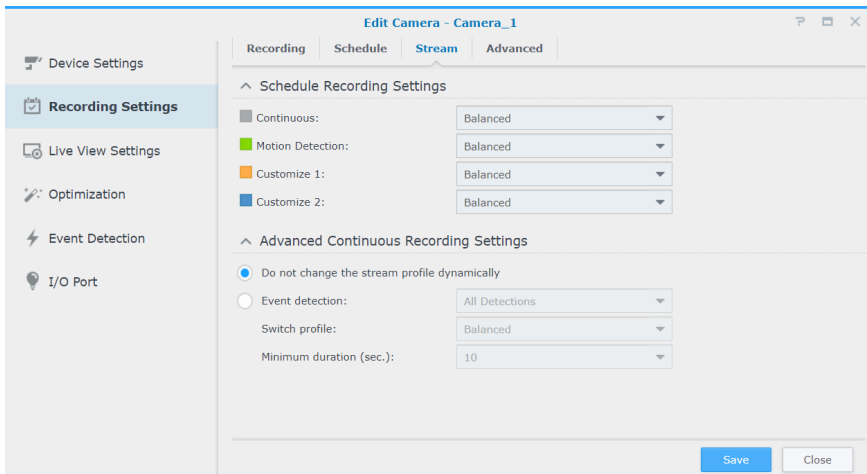 Edit Camera - Camera_1
Device Settings
Recording Settings
Live View Settings
Optimization
Event Detection
I/O Port
Recording Schedule Stream Advanced
Schedule Recording Settings
Continuous: Balanced
Motion Detection: Balanced
Customize 1: Balanced
Customize 2: Balanced
Advanced Continuous Recording Settings
Do not change the stream profile dynamically
Event detection: All Detections
Switch profile: Balanced
Minimum duration (sec.): 10
Save Close